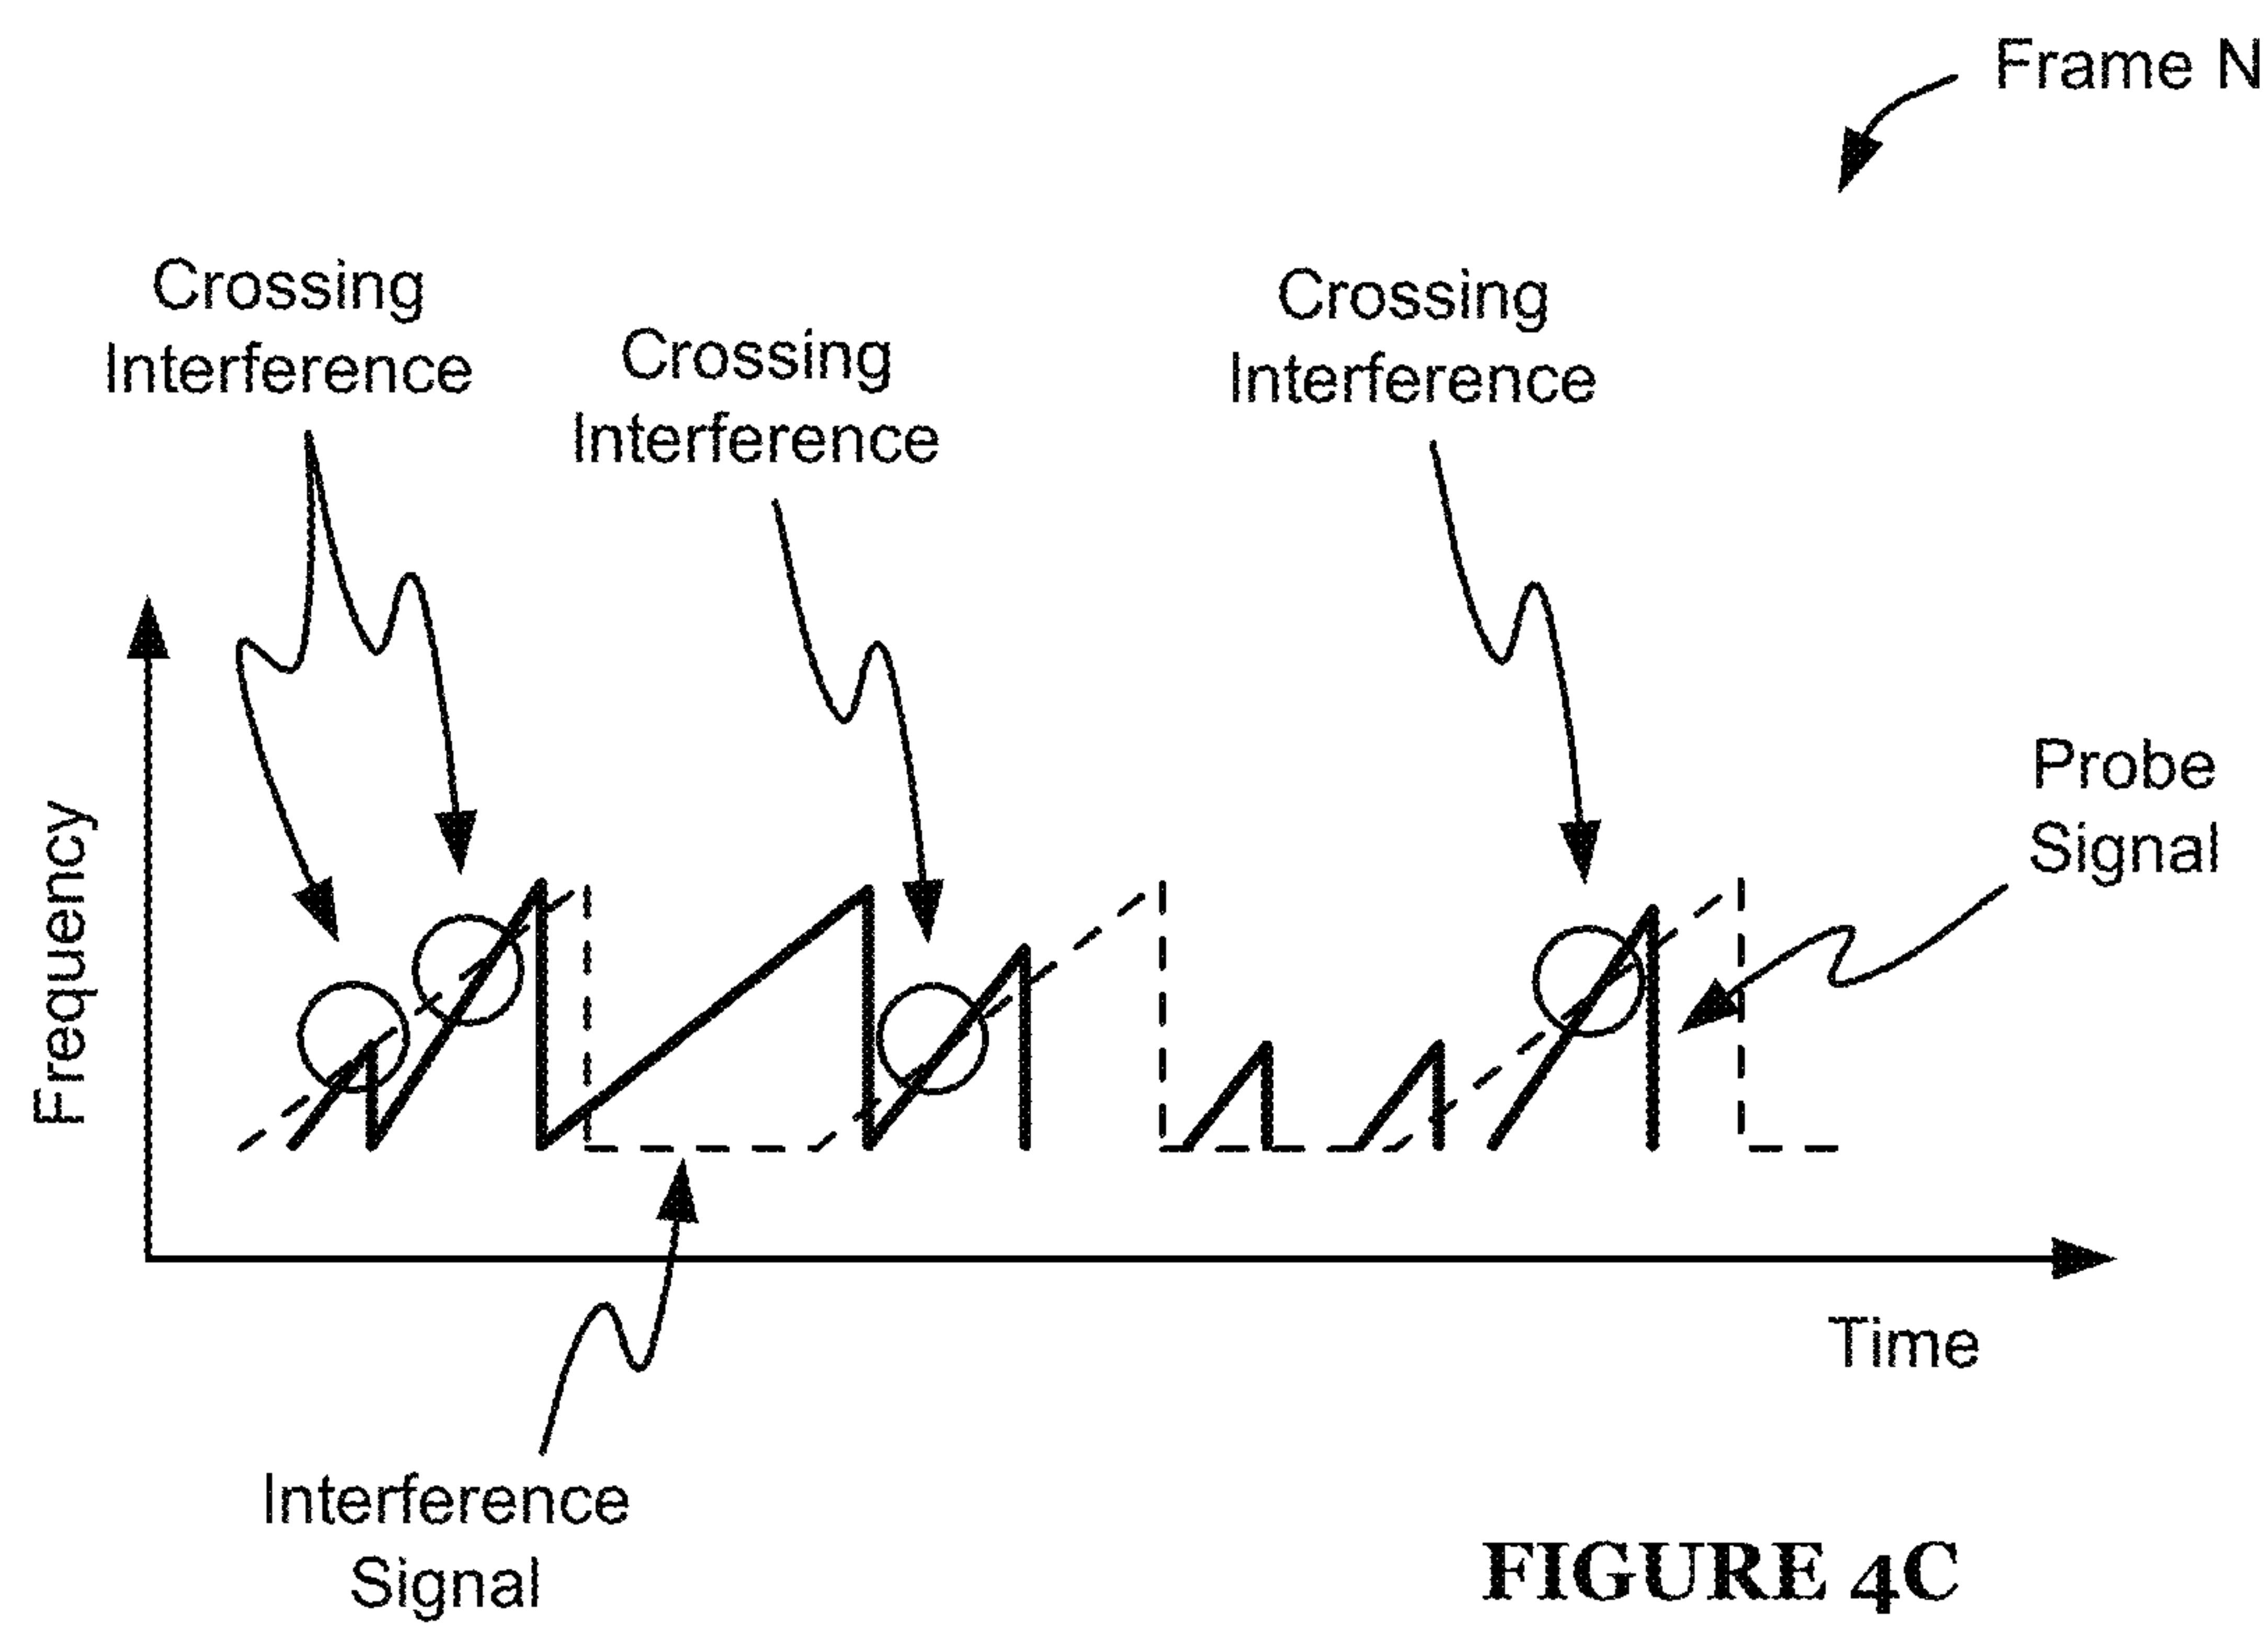 Frame N
Crossing
Interference
Crossing
Interference
Crossing
Interference
Probe
Signal
Frequency
Time
Interference
Signal
FIGURE 4C